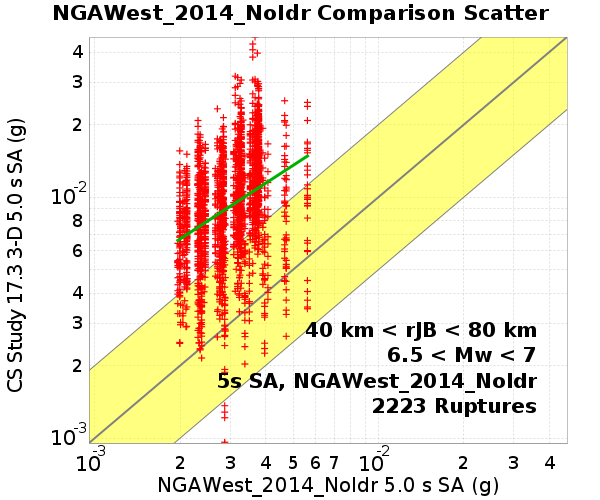 NGAWest_2014_NoIdr Comparison Scatter
CS Study 17.3 3-D 5.0 s SA (g)
4
3
2
10-2
8
6
4
3
2
10-3
40 km < rJB < 80 km
6.5 < Mw < 7
5s SA, NGAWest_2014_NoIdr
2223 Ruptures
10-3 2 3 4 5 6 7 10-2 2 3 4
NGAWest_2014_NoIdr 5.0 s SA (g)